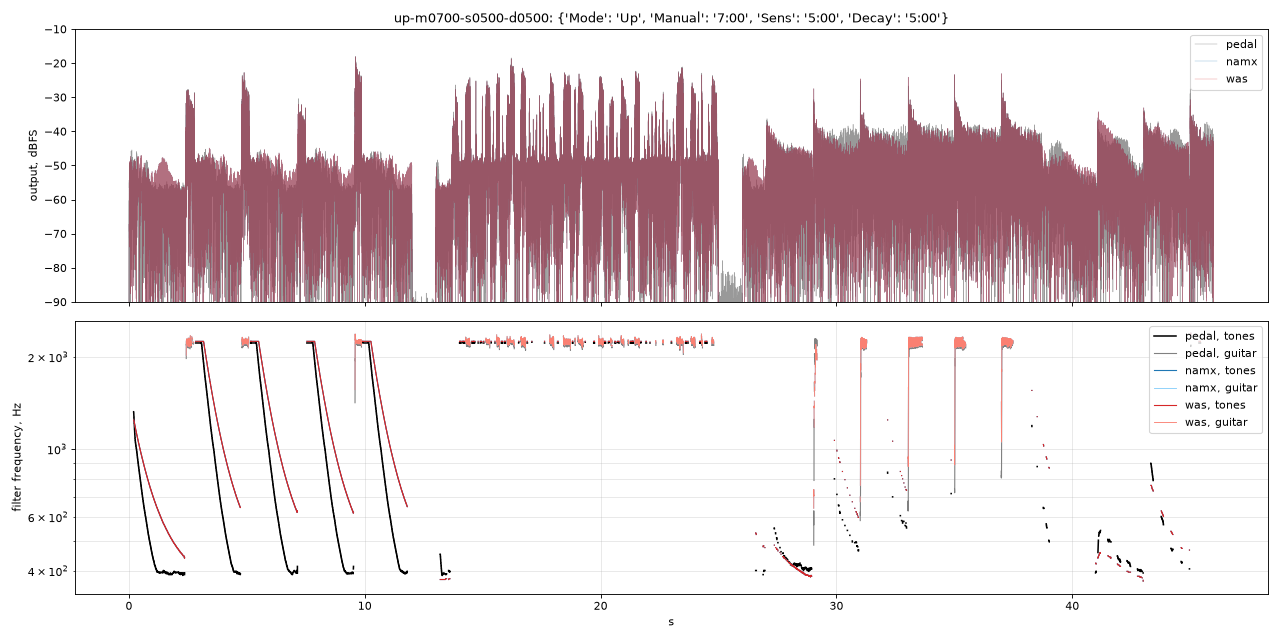 up-m0700-s0500-d0500: {'Mode': 'Up', 'Manual': '7:00', 'Sens': '5:00', 'Decay': '5:00'}
output, dBFS
−10
−20
−30
−40
−50
−60
−70
−80
−90
pedal
namx
was
filter frequency, Hz
2 × 10³
10³
6 × 10²
4 × 10²
pedal, tones
pedal, guitar
namx, tones
namx, guitar
was, tones
was, guitar
0
10
20
30
40
s